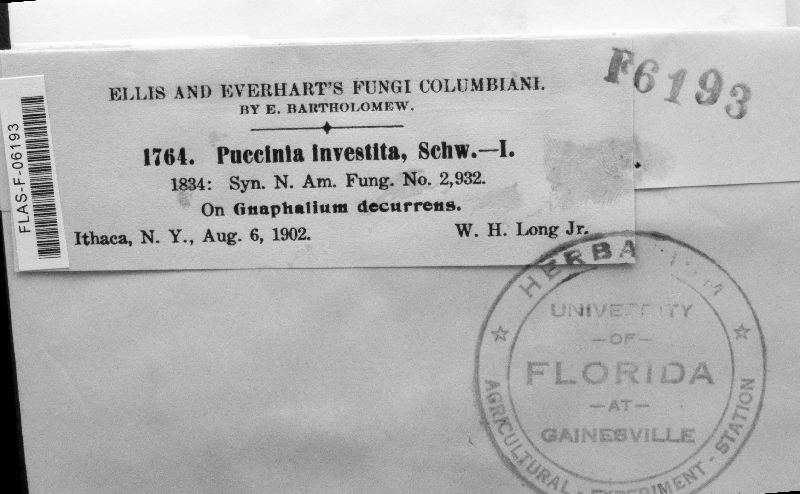 ELLIS AND EVERHART'S FUNGI COLUMBIANI.
BY E. BARTHOLOMEW.
1764. Puccinia investita, Schw.—I.
1834: Syn. N. Am. Fung. No. 2,932.
On Gnaphalium decurrens.
Ithaca, N. Y., Aug. 6, 1902. W. H. Long Jr.
FLAS-F-06193
F6193
HERBARIUM
UNIVERSITY
—OF—
FLORIDA
—AT—
GAINESVILLE
AGRICULTURAL - EXPERIMENT - STATION